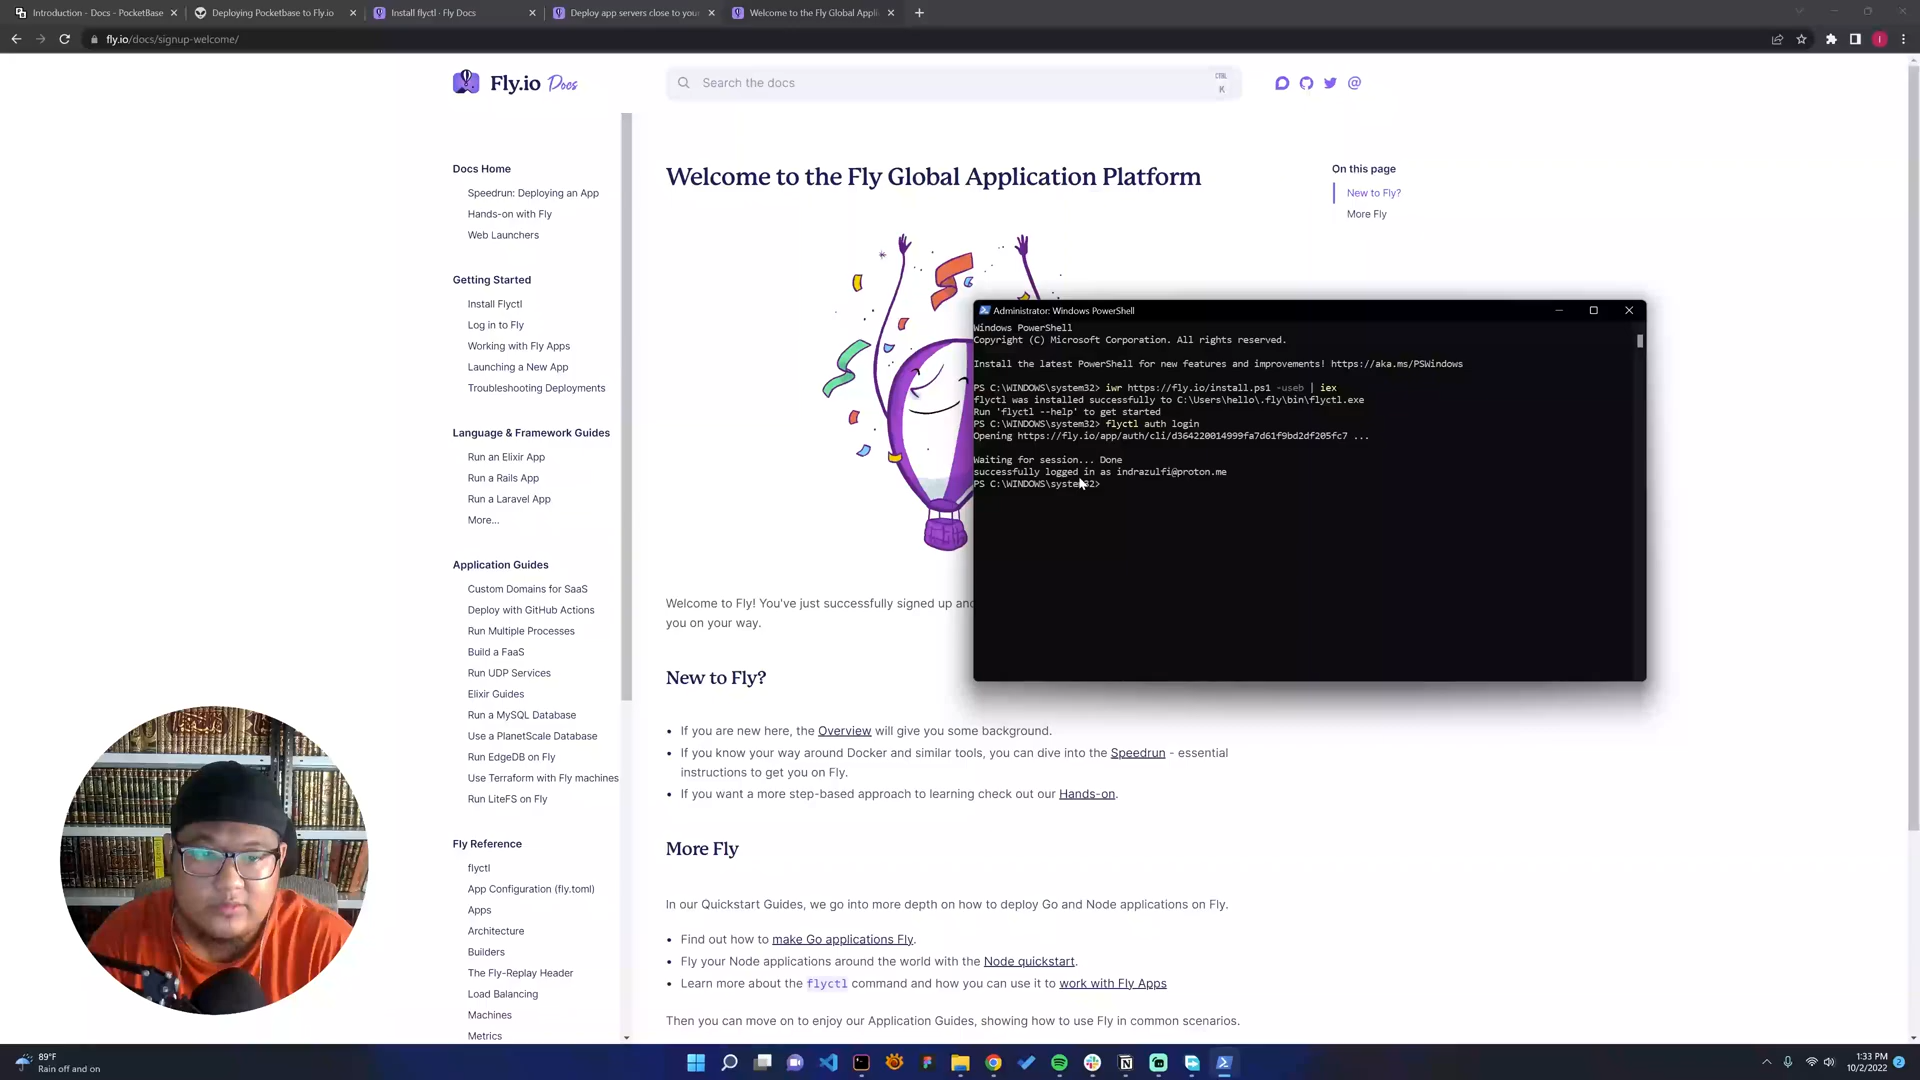 Introduction - Docs - PocketBase
Deploying Pocketbase to Fly.io
Install flyctl · Fly Docs
Deploy app servers close to your
Welcome to the Fly Global Appli
fly.io/docs/signup-welcome/
Fly.io Docs
Search the docs
CTRL
K
Docs Home
Speedrun: Deploying an App
Hands-on with Fly
Web Launchers
Getting Started
Install Flyctl
Log in to Fly
Working with Fly Apps
Launching a New App
Troubleshooting Deployments
Language & Framework Guides
Run an Elixir App
Run a Rails App
Run a Laravel App
More...
Application Guides
Custom Domains for SaaS
Deploy with GitHub Actions
Run Multiple Processes
Build a FaaS
Run UDP Services
Elixir Guides
Run a MySQL Database
Use a PlanetScale Database
Run EdgeDB on Fly
Use Terraform with Fly machines
Run LiteFS on Fly
Fly Reference
flyctl
App Configuration (fly.toml)
Apps
Architecture
Builders
The Fly-Replay Header
Load Balancing
Machines
Metrics
Welcome to the Fly Global Application Platform
On this page
New to Fly?
More Fly
Administrator: Windows PowerShell
Windows PowerShell
Copyright (C) Microsoft Corporation. All rights reserved.
Install the latest PowerShell for new features and improvements! https://aka.ms/PSWindows
PS C:\WINDOWS\system32> iwr https://fly.io/install.ps1 -useb | iex
flyctl was installed successfully to C:\Users\hello\.fly\bin\flyctl.exe
Run 'flyctl --help' to get started
PS C:\WINDOWS\system32> flyctl auth login
Opening https://fly.io/app/auth/cli/d364220014999fa7d61f9bd2df205fc7 ...
Waiting for session... Done
successfully logged in as indrazulfi@proton.me
PS C:\WINDOWS\system32>
Welcome to Fly! You've just successfully signed up and
you on your way.
New to Fly?
• If you are new here, the Overview will give you some background.
• If you know your way around Docker and similar tools, you can dive into the Speedrun - essential
instructions to get you on Fly.
• If you want a more step-based approach to learning check out our Hands-on.
More Fly
In our Quickstart Guides, we go into more depth on how to deploy Go and Node applications on Fly.
• Find out how to make Go applications Fly.
• Fly your Node applications around the world with the Node quickstart.
• Learn more about the flyctl command and how you can use it to work with Fly Apps
Then you can move on to enjoy our Application Guides, showing how to use Fly in common scenarios.
89°F
Rain off and on
1:33 PM
10/2/2022
2